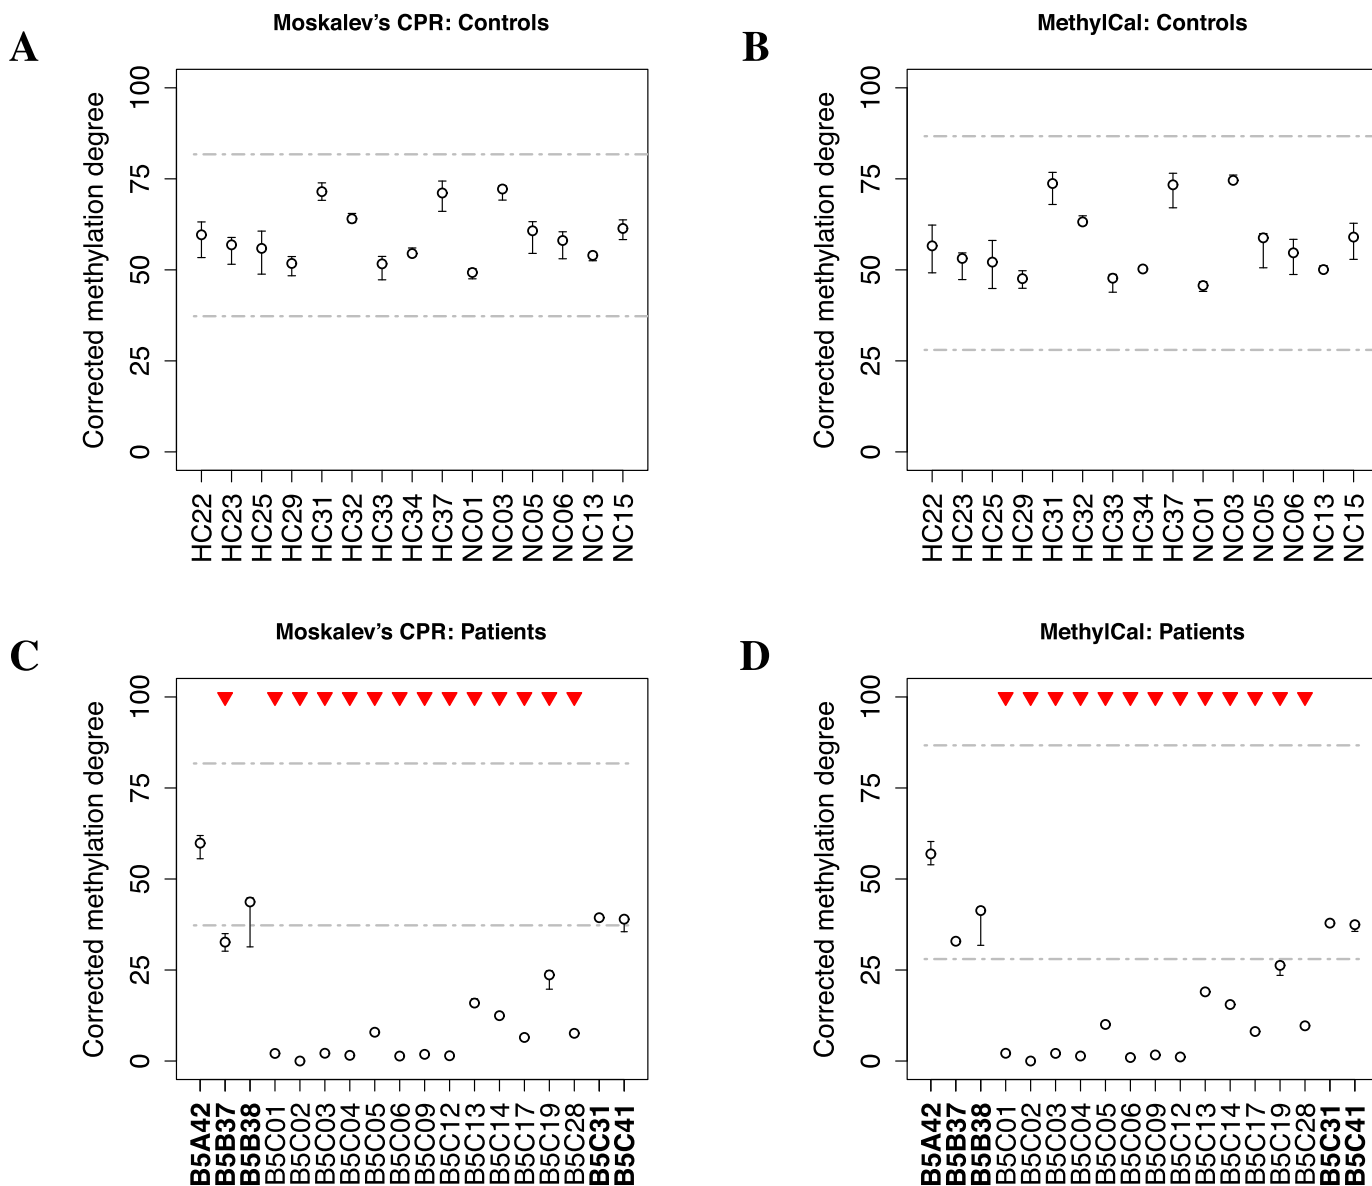 A
Moskalev's CPR: Controls
Corrected methylation degree
100
75
50
25
0
HC22
HC23
HC25
HC29
HC31
HC32
HC33
HC34
HC37
NC01
NC03
NC05
NC06
NC13
NC15
B
MethylCal: Controls
Corrected methylation degree
100
75
50
25
0
HC22
HC23
HC25
HC29
HC31
HC32
HC33
HC34
HC37
NC01
NC03
NC05
NC06
NC13
NC15
C
Moskalev's CPR: Patients
Corrected methylation degree
100
75
50
25
0
B5A42
B5B37
B5B38
B5C01
B5C02
B5C03
B5C04
B5C05
B5C06
B5C09
B5C12
B5C13
B5C14
B5C17
B5C19
B5C28
B5C31
B5C41
D
MethylCal: Patients
Corrected methylation degree
100
75
50
25
0
B5A42
B5B37
B5B38
B5C01
B5C02
B5C03
B5C04
B5C05
B5C06
B5C09
B5C12
B5C13
B5C14
B5C17
B5C19
B5C28
B5C31
B5C41